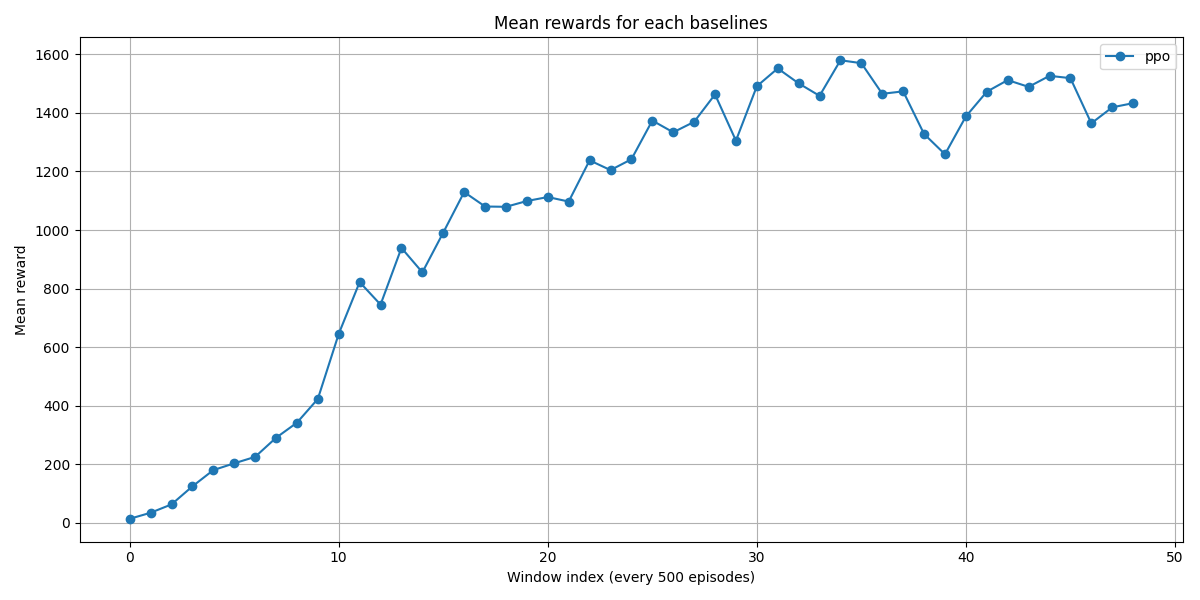 Mean rewards for each baselines
ppo
Mean reward
1600
1400
1200
1000
800
600
400
200
0
0 10 20 30 40 50
Window index (every 500 episodes)